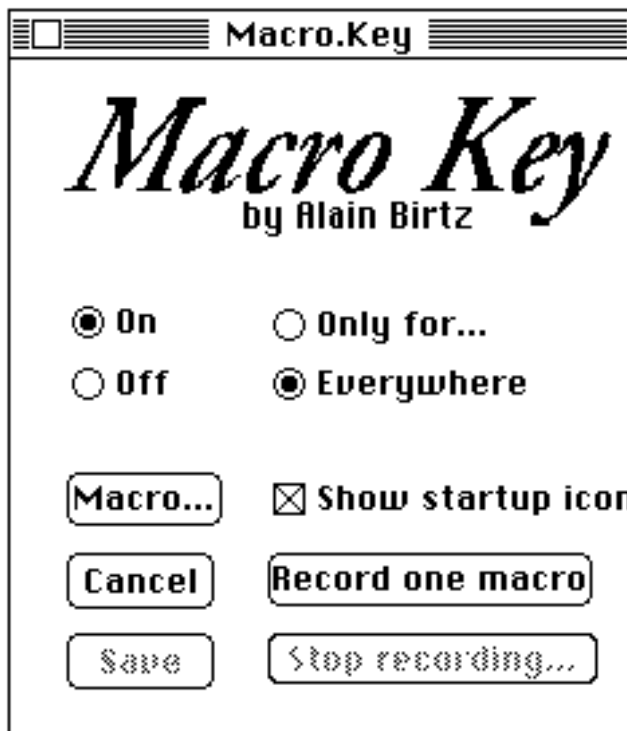 Macro.Key
Macro Key
by Alain Birtz
On
Only for...
Off
Everywhere
Macro...
Show startup icon
Cancel
Record one macro
Save
Stop recording...